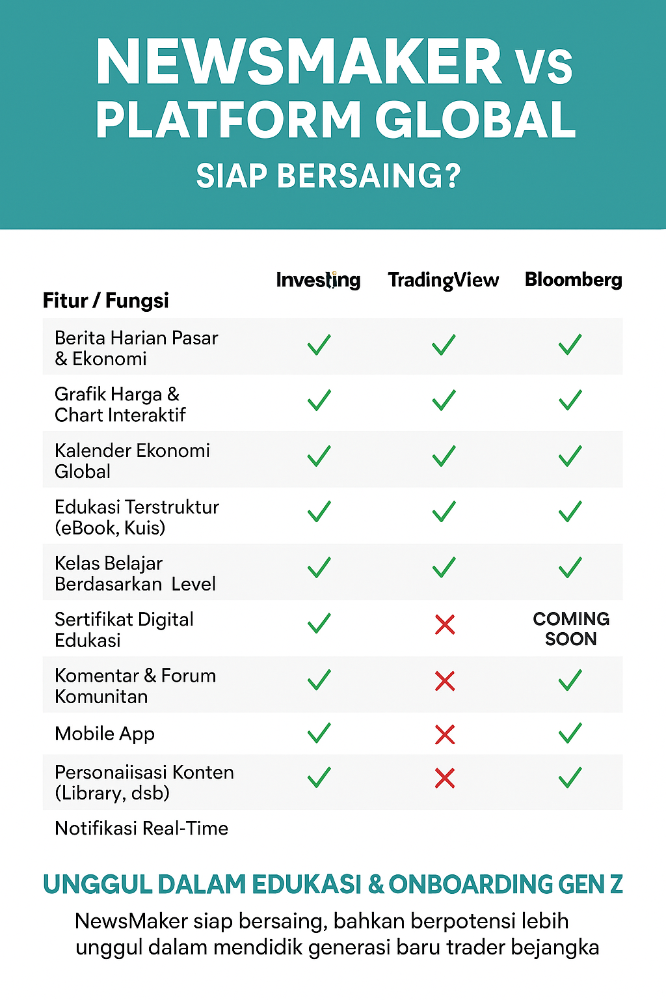 NEWSMAKER VS
PLATFORM GLOBAL
SIAP BERSAING?
Investing TradingView Bloomberg
Fitur / Fungsi
Berita Harian Pasar
& Ekonomi
Grafik Harga &
Chart Interaktif
Kalender Ekonomi
Global
Edukasi Terstruktur
(eBook, Kuis)
Kelas Belajar
Berdasarkan Level
Sertifikat Digital
Edukasi
COMING
SOON
Komentar & Forum
Komunitan
Mobile App
Personaiisasi Konten
(Library, dsb)
Notifikasi Real-Time
UNGGUL DALAM EDUKASI & ONBOARDING GEN Z
NewsMaker siap bersaing, bahkan berpotensi lebih
unggul dalam mendidik generasi baru trader bejangka